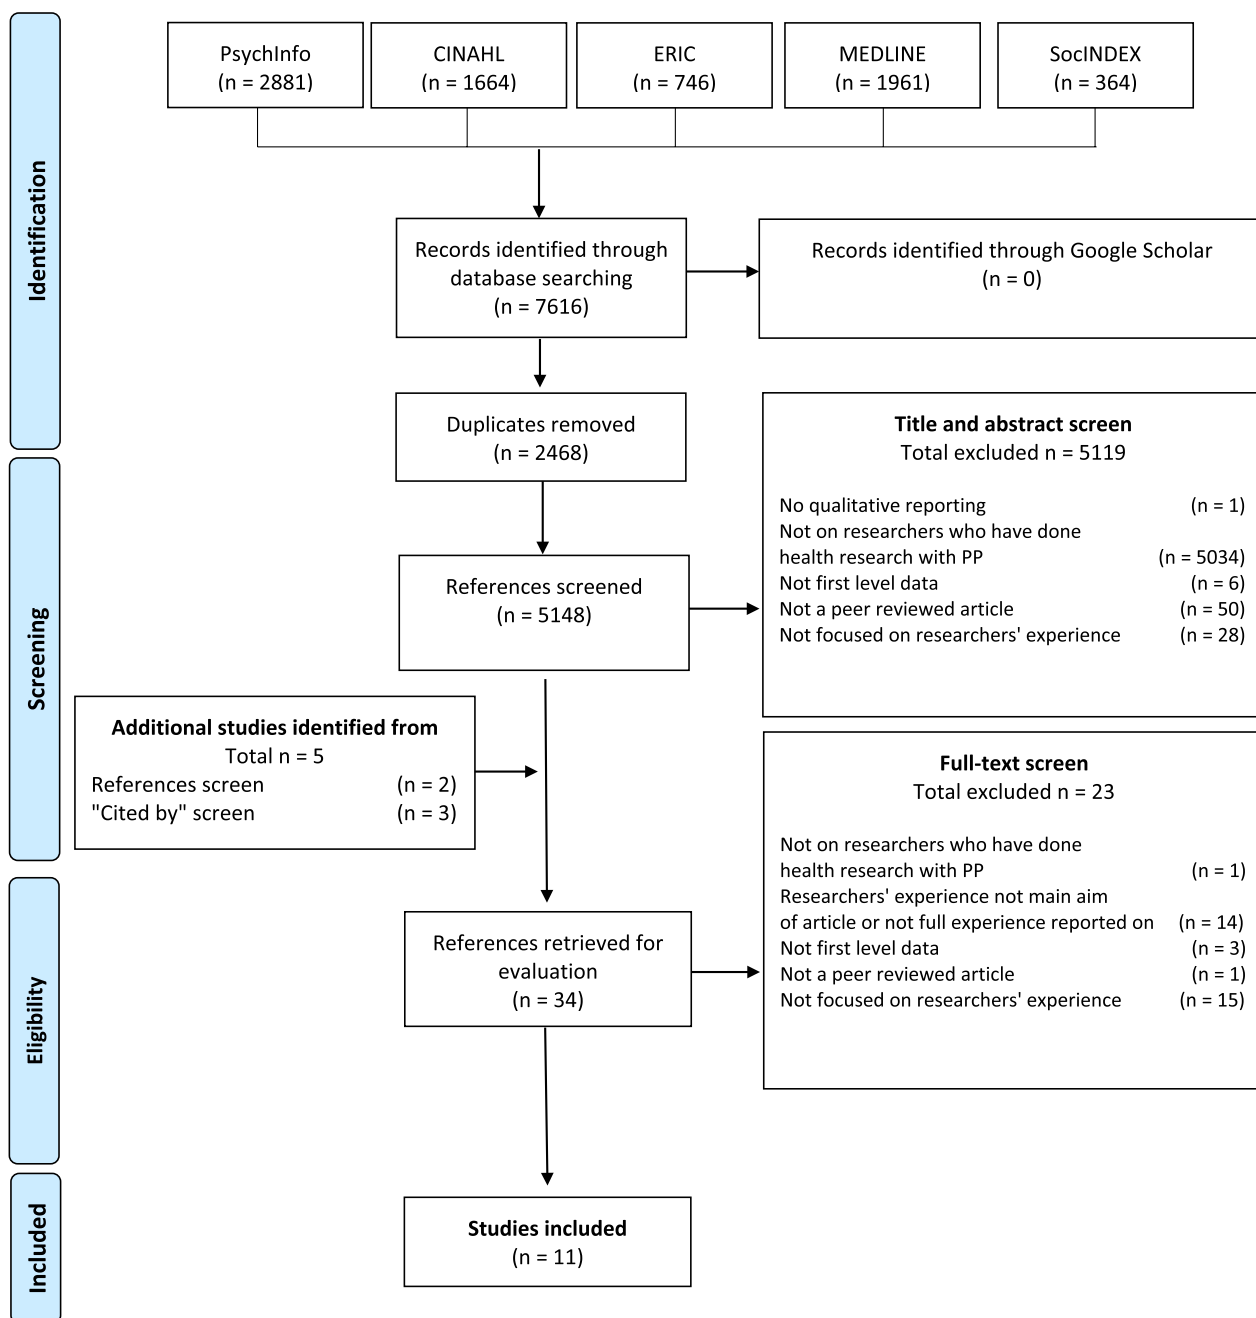 Identification
PsychInfo
(n = 2881)
CINAHL
(n = 1664)
ERIC
(n = 746)
MEDLINE
(n = 1961)
SocINDEX
(n = 364)
Records identified through
database searching
(n = 7616)
Records identified through Google Scholar
(n = 0)
Duplicates removed
(n = 2468)
Screening
References screened
(n = 5148)
Title and abstract screen
Total excluded n = 5119
No qualitative reporting (n = 1)
Not on researchers who have done
health research with PP (n = 5034)
Not first level data (n = 6)
Not a peer reviewed article (n = 50)
Not focused on researchers' experience (n = 28)
Additional studies identified from
Total n = 5
References screen (n = 2)
"Cited by" screen (n = 3)
Eligibility
References retrieved for
evaluation
(n = 34)
Full-text screen
Total excluded n = 23
Not on researchers who have done
health research with PP (n = 1)
Researchers' experience not main aim
of article or not full experience reported on (n = 14)
Not first level data (n = 3)
Not a peer reviewed article (n = 1)
Not focused on researchers' experience (n = 15)
Included
Studies included
(n = 11)